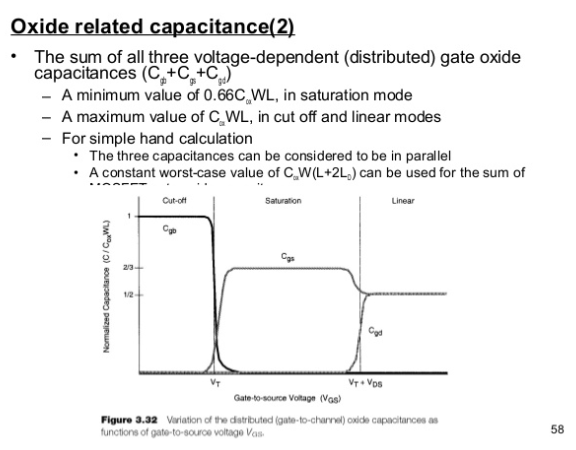 Oxide related capacitance(2)
• The sum of all three voltage-dependent (distributed) gate oxide
capacitances (Cgb+Cgs+Cgd)
– A minimum value of 0.66CoxWL, in saturation mode
– A maximum value of CoxWL, in cut off and linear modes
– For simple hand calculation
• The three capacitances can be considered to be in parallel
• A constant worst-case value of CoxW(L+2LD) can be used for the sum of
Cut-off Saturation Linear
Normalized Capacitance (C / CoxWL)
1
2/3
1/2
Cgb
Cgs
Cgd
VT
VT + VDS
Gate-to-source Voltage (VGS)
Figure 3.32 Variation of the distributed (gate-to-channel) oxide capacitances as
functions of gate-to-source voltage VGS.
58